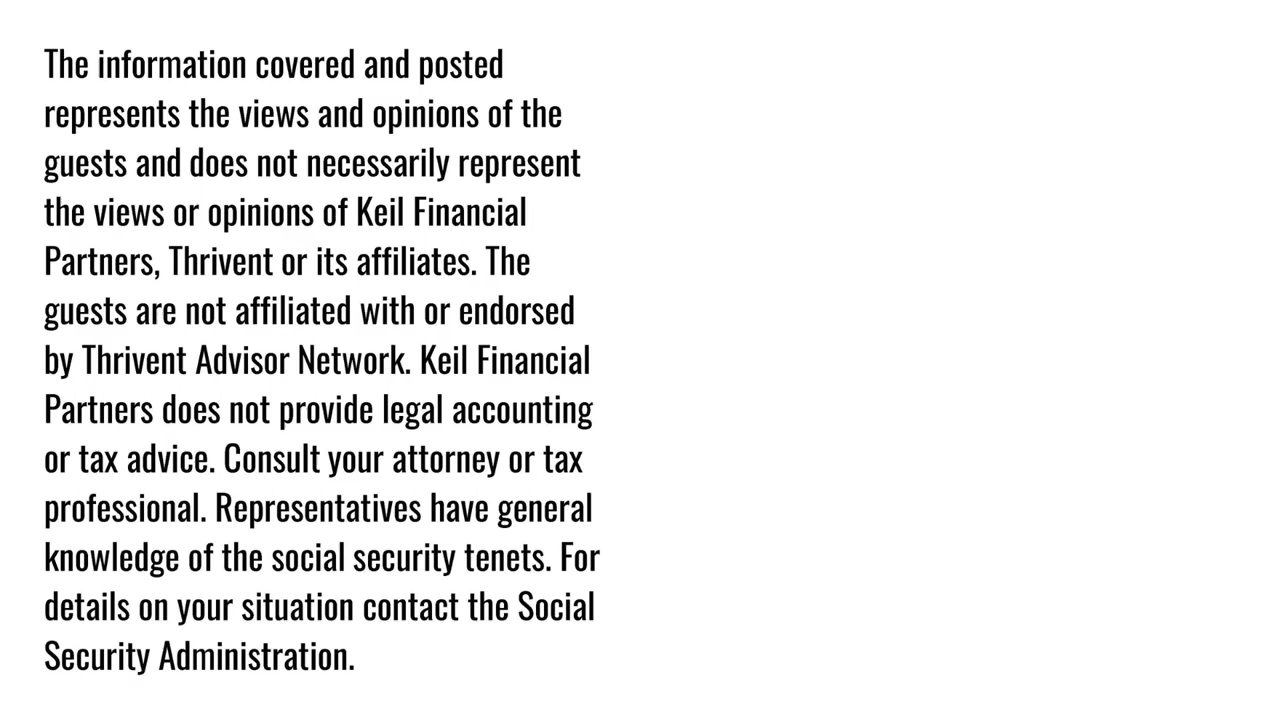 The information covered and posted
represents the views and opinions of the
guests and does not necessarily represent
the views or opinions of Keil Financial
Partners, Thrivent or its affiliates. The
guests are not affiliated with or endorsed
by Thrivent Advisor Network. Keil Financial
Partners does not provide legal accounting
or tax advice. Consult your attorney or tax
professional. Representatives have general
knowledge of the social security tenets. For
details on your situation contact the Social
Security Administration.